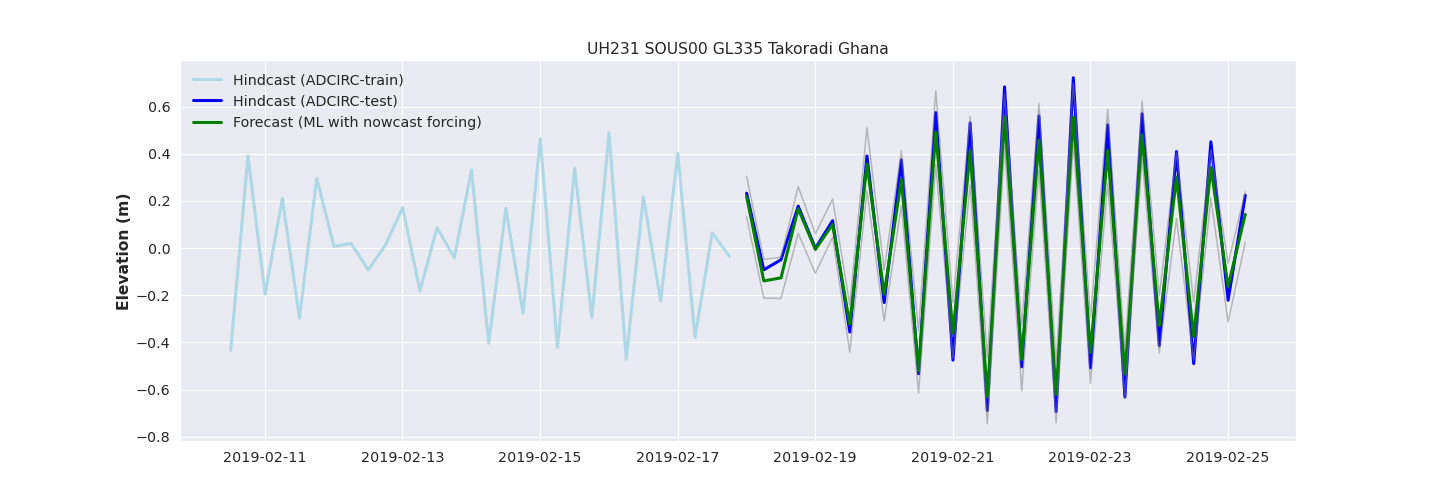 UH231 SOUS00 GL335 Takoradi Ghana
Hindcast (ADCIRC-train)
Hindcast (ADCIRC-test)
Forecast (ML with nowcast forcing)
Elevation (m)
0.6
0.4
0.2
0.0
−0.2
−0.4
−0.6
−0.8
2019-02-11 2019-02-13 2019-02-15 2019-02-17 2019-02-19 2019-02-21 2019-02-23 2019-02-25